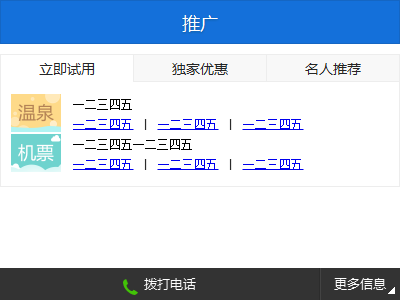 推广
立即试用 独家优惠 名人推荐
温泉 一二三四五
一二三四五 | 一二三四五 | 一二三四五
机票 一二三四五一二三四五
一二三四五 | 一二三四五 | 一二三四五
拨打电话 更多信息